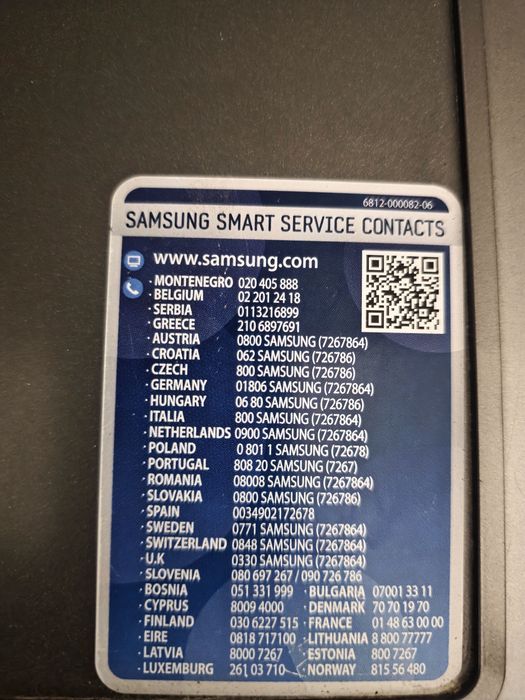 6812-000082-06
SAMSUNG SMART SERVICE CONTACTS
www.samsung.com
· MONTENEGRO 020 405 888
· BELGIUM 02 201 24 18
· SERBIA 0113216899
· GREECE 210 6897691
· AUSTRIA 0800 SAMSUNG (7267864)
· CROATIA 062 SAMSUNG (726786)
· CZECH 800 SAMSUNG (726786)
· GERMANY 01806 SAMSUNG (7267864)
· HUNGARY 06 80 SAMSUNG (726786)
· ITALIA 800 SAMSUNG (7267864)
· NETHERLANDS 0900 SAMSUNG (7267864)
· POLAND 0 801 1 SAMSUNG (72678)
· PORTUGAL 808 20 SAMSUNG (7267)
· ROMANIA 08008 SAMSUNG (7267864)
· SLOVAKIA 0800 SAMSUNG (726786)
· SPAIN 0034902172678
· SWEDEN 0771 SAMSUNG (7267864)
· SWITZERLAND 0848 SAMSUNG (7267864)
· U.K 0330 SAMSUNG (7267864)
· SLOVENIA 080 697 267 / 090 726 786
· BOSNIA 051 331 999 · BULGARIA 07001 33 11
· CYPRUS 8009 4000 · DENMARK 70 70 19 70
· FINLAND 030 6227 515 · FRANCE 01 48 63 00 00
· EIRE 0818 717100 · LITHUANIA 8 800 77777
· LATVIA 8000 7267 · ESTONIA 800 7267
· LUXEMBURG 261 03 710 · NORWAY 815 56 480